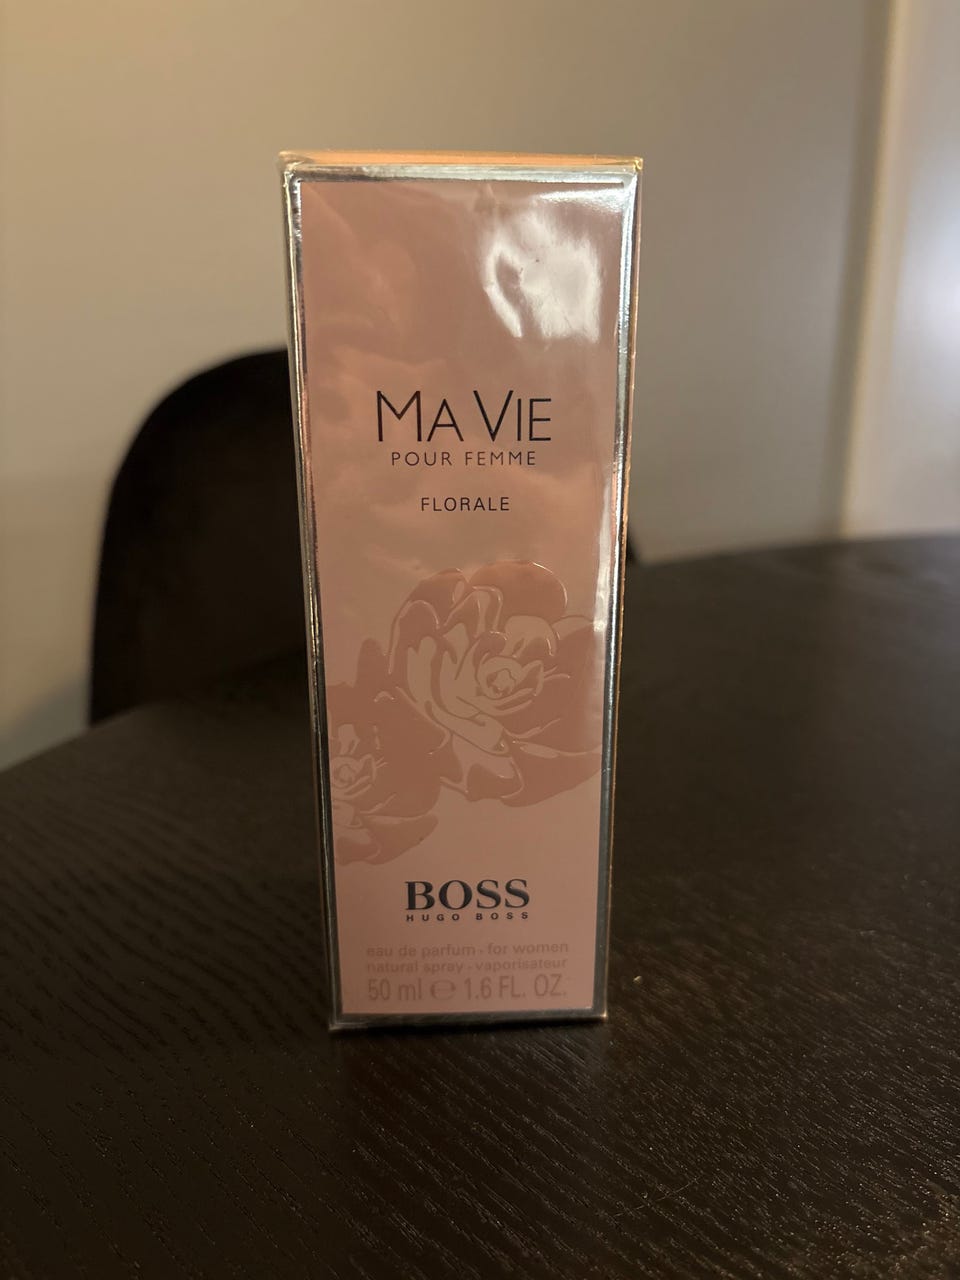 MA VIE
POUR FEMME
FLORALE
BOSS
HUGO BOSS
eau de parfum - for women
natural spray - vaporisateur
50 ml ℮ 1.6 FL. OZ.